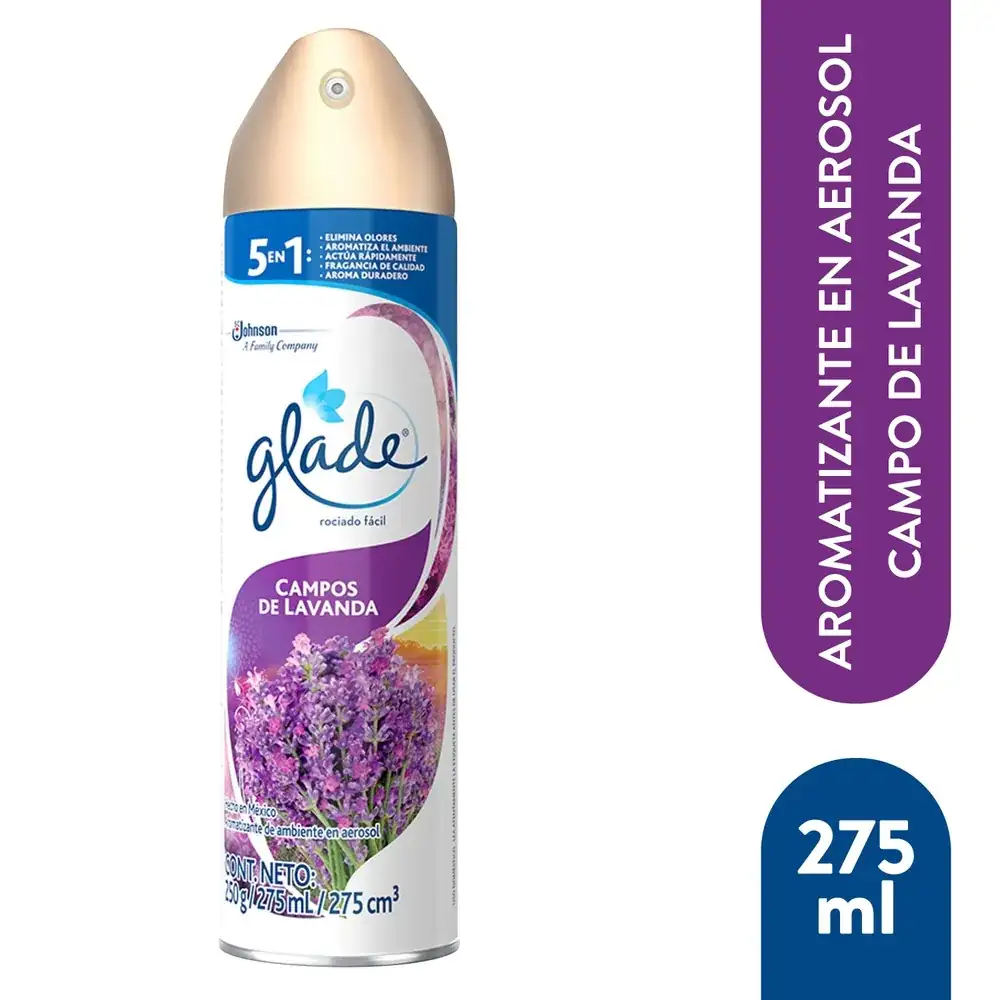 5 EN 1:
· ELIMINA OLORES
· AROMATIZA EL AMBIENTE
· ACTÚA RÁPIDAMENTE
· FRAGANCIA DE CALIDAD
· AROMA DURADERO
SC Johnson
A Family Company
glade®
rociado fácil
CAMPOS
DE LAVANDA
Hecho en México
Aromatizante de ambiente en aerosol
CONT. NETO:
250 g / 275 mL / 275 cm³
AROMATIZANTE EN AEROSOL
CAMPO DE LAVANDA
275
ml